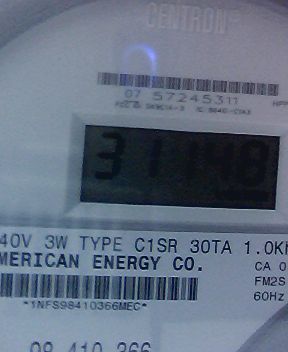 CENTRON
07 57245311
31148
40V 3W TYPE C1SR 30TA 1.0K
MERICAN ENERGY CO.
CA 0
FM2S
60Hz
*1NFS98410366MEC*
98 410 366